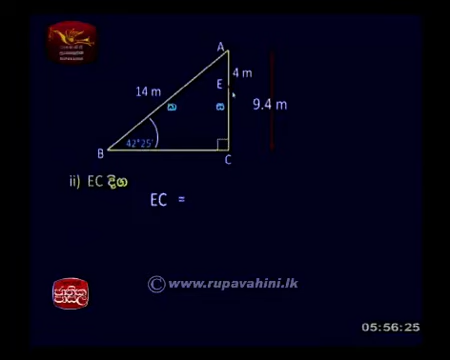 A
4 m
E
14 m
9.4 m
42°25'
B
C
ii) EC දිග
EC =
© www.rupavahini.lk
05:56:25